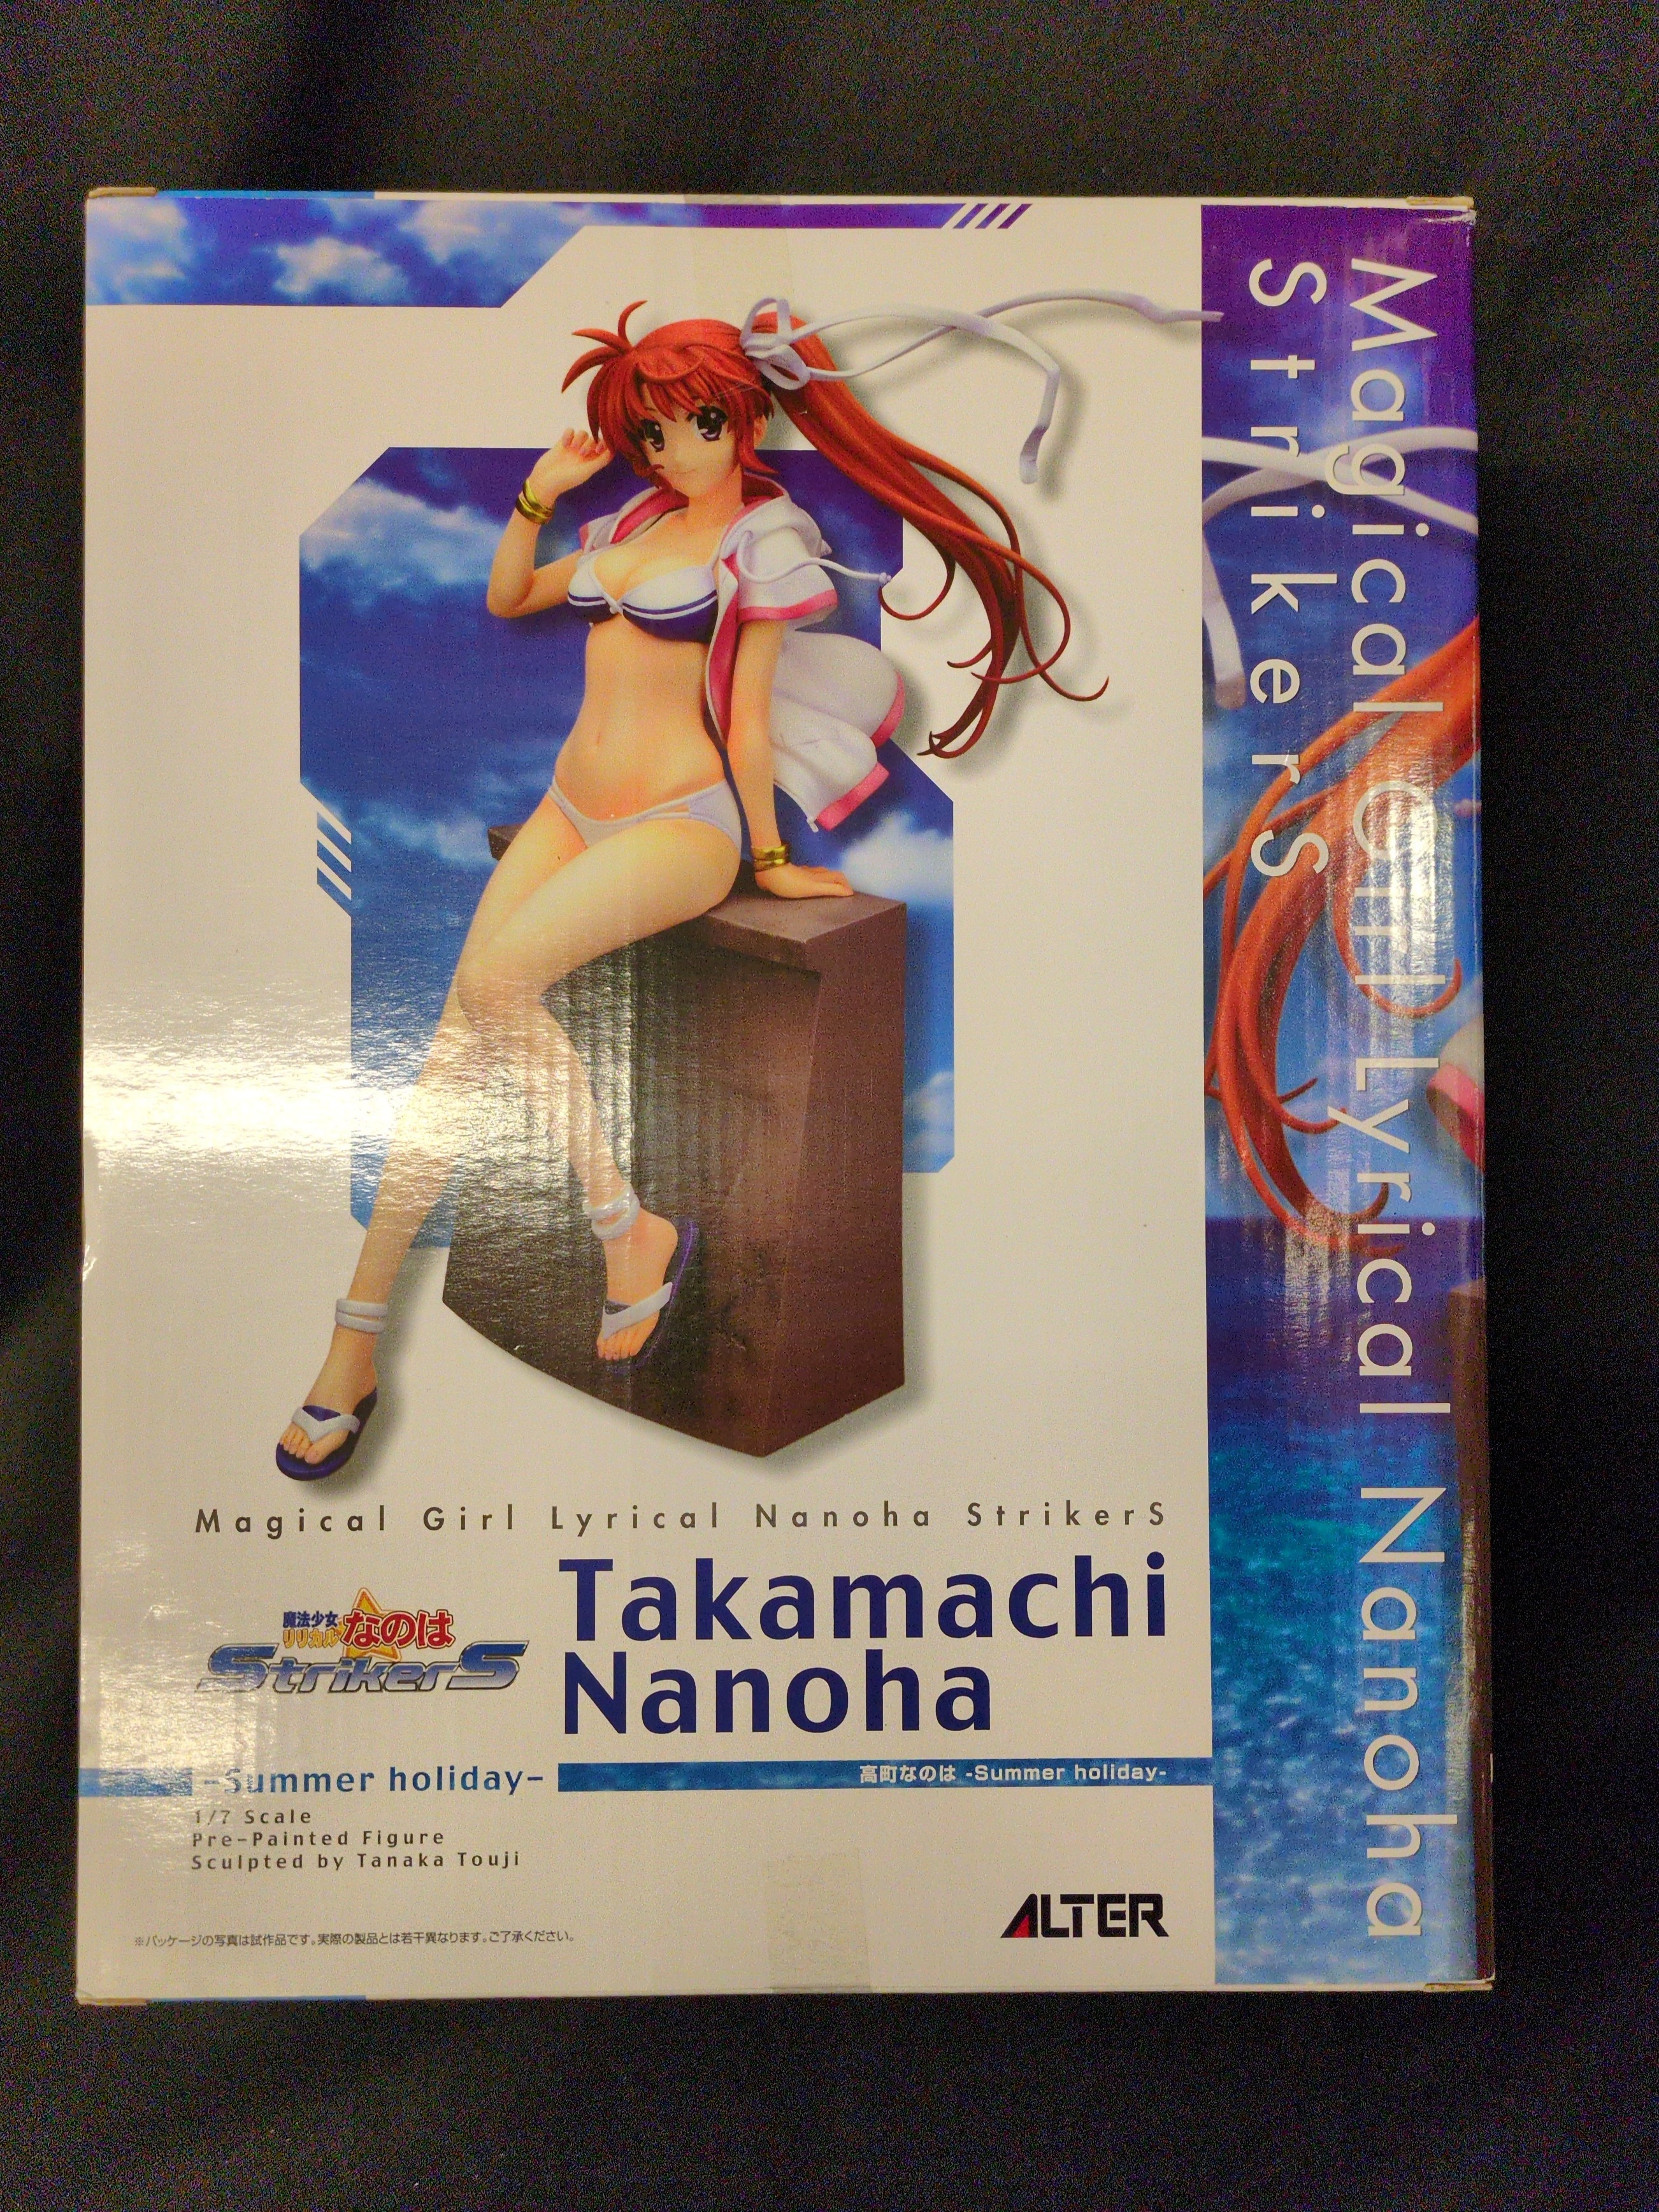 Magical Girl Lyrical Nanoha
StrikerS
Magical Girl Lyrical Nanoha StrikerS
魔法少女
リリカル
なのは
StrikerS
Takamachi
Nanoha
-Summer holiday-
高町なのは -Summer holiday-
1/7 Scale
Pre-Painted Figure
Sculpted by Tanaka Touji
ALTER
※パッケージの写真は試作品です。実際の製品とは若干異なります。ご了承ください。